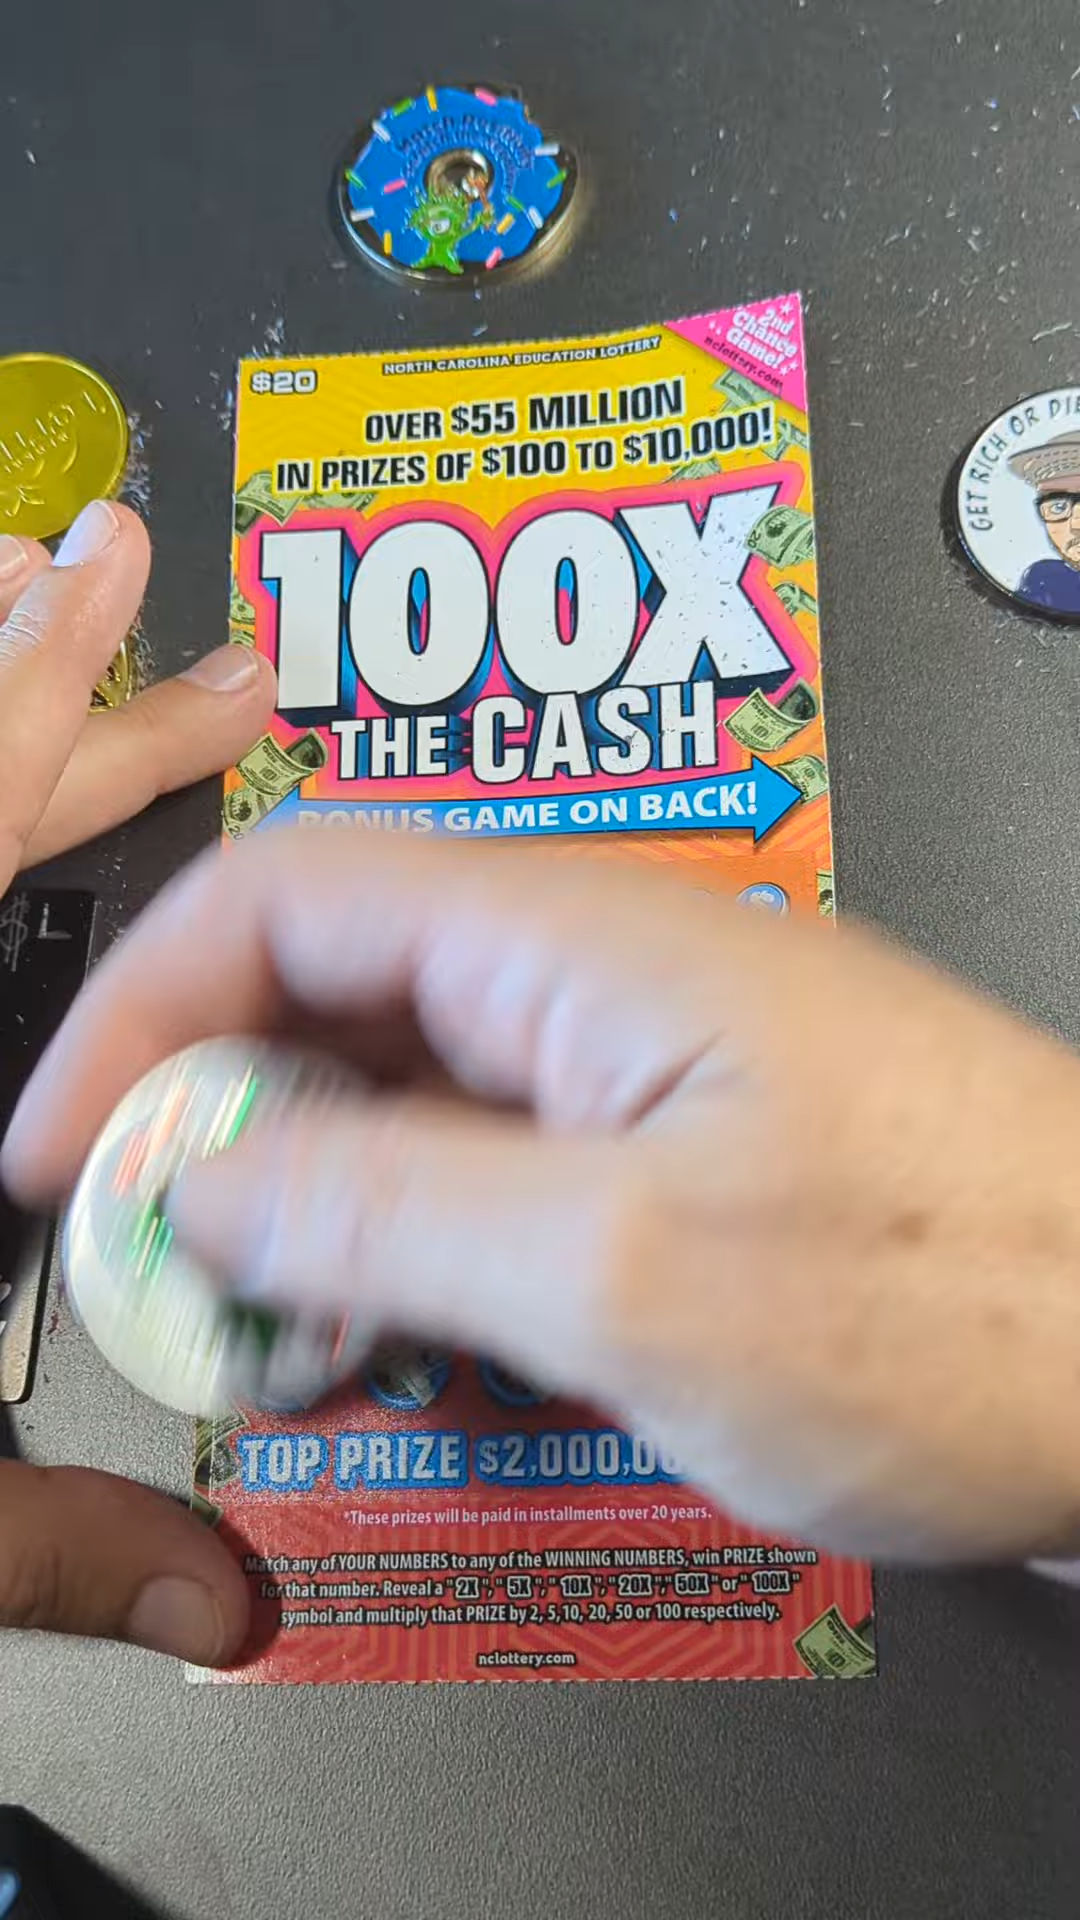 2nd
Chance
Game!
nclottery.com
$20
NORTH CAROLINA EDUCATION LOTTERY
OVER $55 MILLION
IN PRIZES OF $100 TO $10,000!
100X
THE CASH
BONUS GAME ON BACK!
GET RICH OR DIE
TOP PRIZE $2,000,0
*These prizes will be paid in installments over 20 years.
Match any of YOUR NUMBERS to any of the WINNING NUMBERS, win PRIZE shown
for that number. Reveal a "2X", "5X", "10X", "20X", "50X" or "100X"
symbol and multiply that PRIZE by 2, 5, 10, 20, 50 or 100 respectively.
nclottery.com